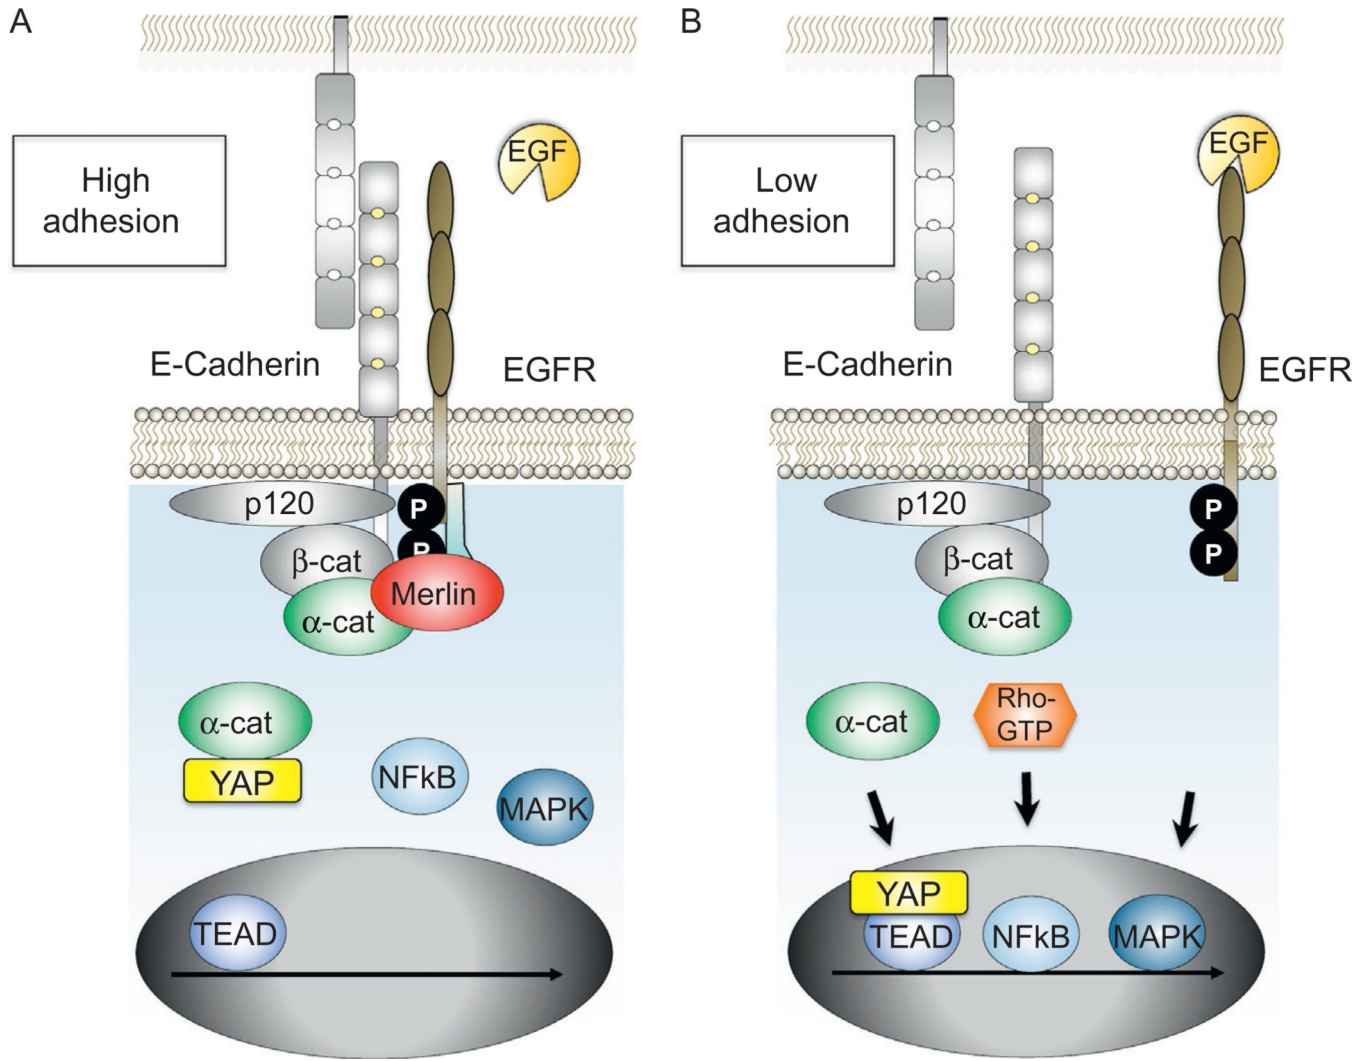 A
High
adhesion
EGF
E-Cadherin
EGFR
p120
P
β-cat
P
Merlin
α-cat
α-cat
YAP
NFkB
MAPK
TEAD
B
Low
adhesion
EGF
E-Cadherin
EGFR
p120
P
β-cat
P
α-cat
α-cat
Rho-
GTP
YAP
TEAD
NFkB
MAPK